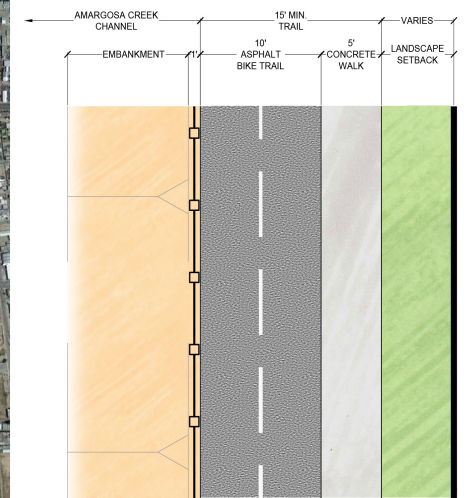 AMARGOSA CREEK
CHANNEL
15' MIN.
TRAIL
VARIES
EMBANKMENT
1'
10'
ASPHALT
BIKE TRAIL
5'
CONCRETE
WALK
LANDSCAPE
SETBACK